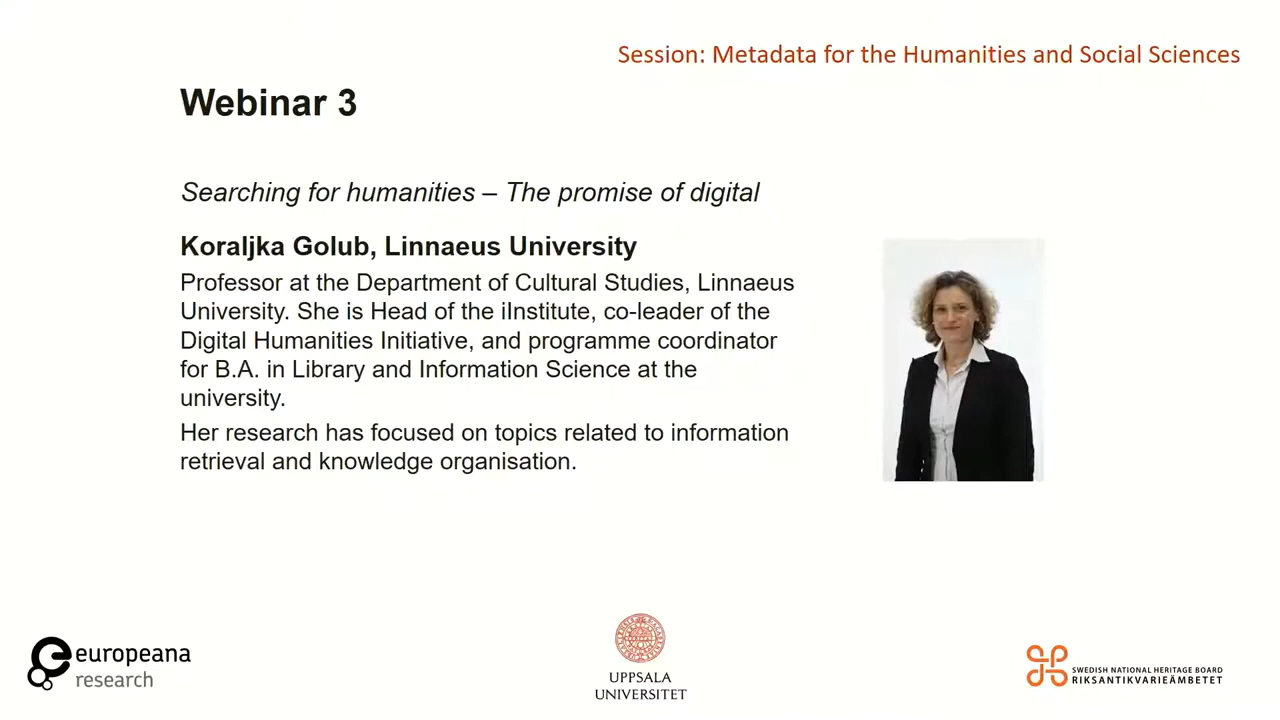 Session: Metadata for the Humanities and Social Sciences
Webinar 3
Searching for humanities – The promise of digital
Koraljka Golub, Linnaeus University
Professor at the Department of Cultural Studies, Linnaeus
University. She is Head of the iInstitute, co-leader of the
Digital Humanities Initiative, and programme coordinator
for B.A. in Library and Information Science at the
university.
Her research has focused on topics related to information
retrieval and knowledge organisation.
europeana
research
UPPSALA
UNIVERSITET
SWEDISH NATIONAL HERITAGE BOARD
RIKSANTIKVARIEÄMBETET